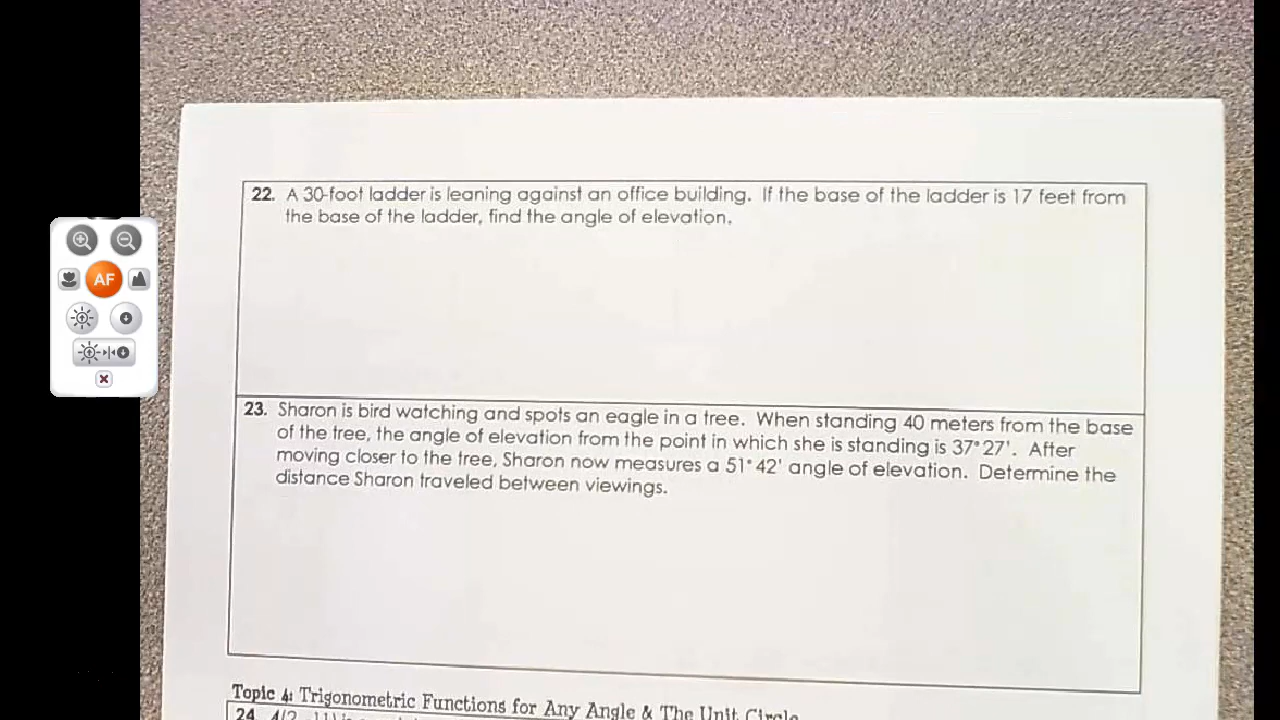 22. A 30-foot ladder is leaning against an office building. If the base of the ladder is 17 feet from
the base of the ladder, find the angle of elevation.
AF
23. Sharon is bird watching and spots an eagle in a tree. When standing 40 meters from the base
of the tree, the angle of elevation from the point in which she is standing is 37°27'. After
moving closer to the tree, Sharon now measures a 51°42' angle of elevation. Determine the
distance Sharon traveled between viewings.
Topic 4: Trigonometric Functions for Any Angle & The Unit Circle
24.